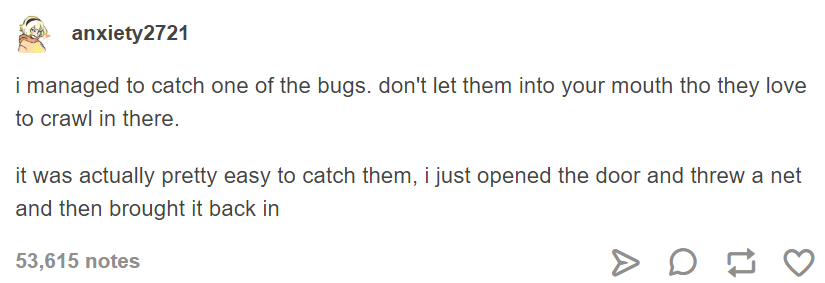 anxiety2721
i managed to catch one of the bugs. don't let them into your mouth tho they love
to crawl in there.
it was actually pretty easy to catch them, i just opened the door and threw a net
and then brought it back in
53,615 notes